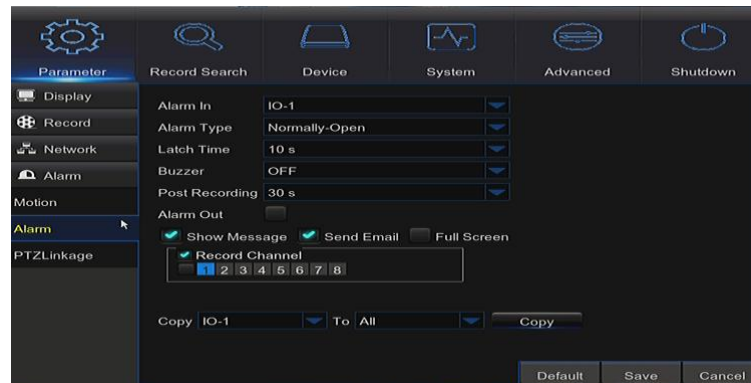 Parameter Record Search Device System Advanced Shutdown
Display
Record
Network
Alarm
Motion
Alarm
PTZLinkage
Alarm In IO-1
Alarm Type Normally-Open
Latch Time 10 s
Buzzer OFF
Post Recording 30 s
Alarm Out
Show Message Send Email Full Screen
Record Channel
1 2 3 4 5 6 7 8
Copy IO-1 To All Copy
Default Save Cancel